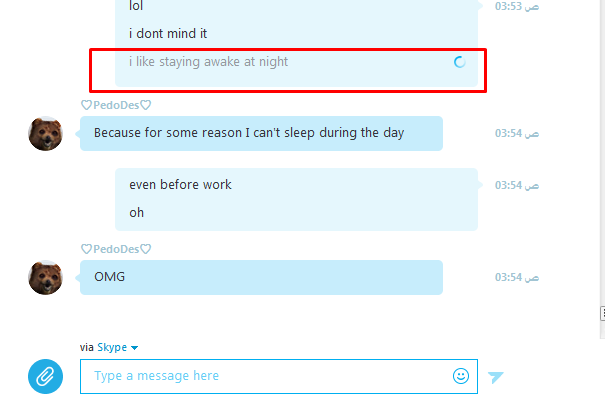 lol
03:53 ص
i dont mind it
i like staying awake at night
♡PedoDes♡
Because for some reason I can't sleep during the day
03:54 ص
even before work
03:54 ص
oh
♡PedoDes♡
OMG
03:54 ص
via Skype
Type a message here